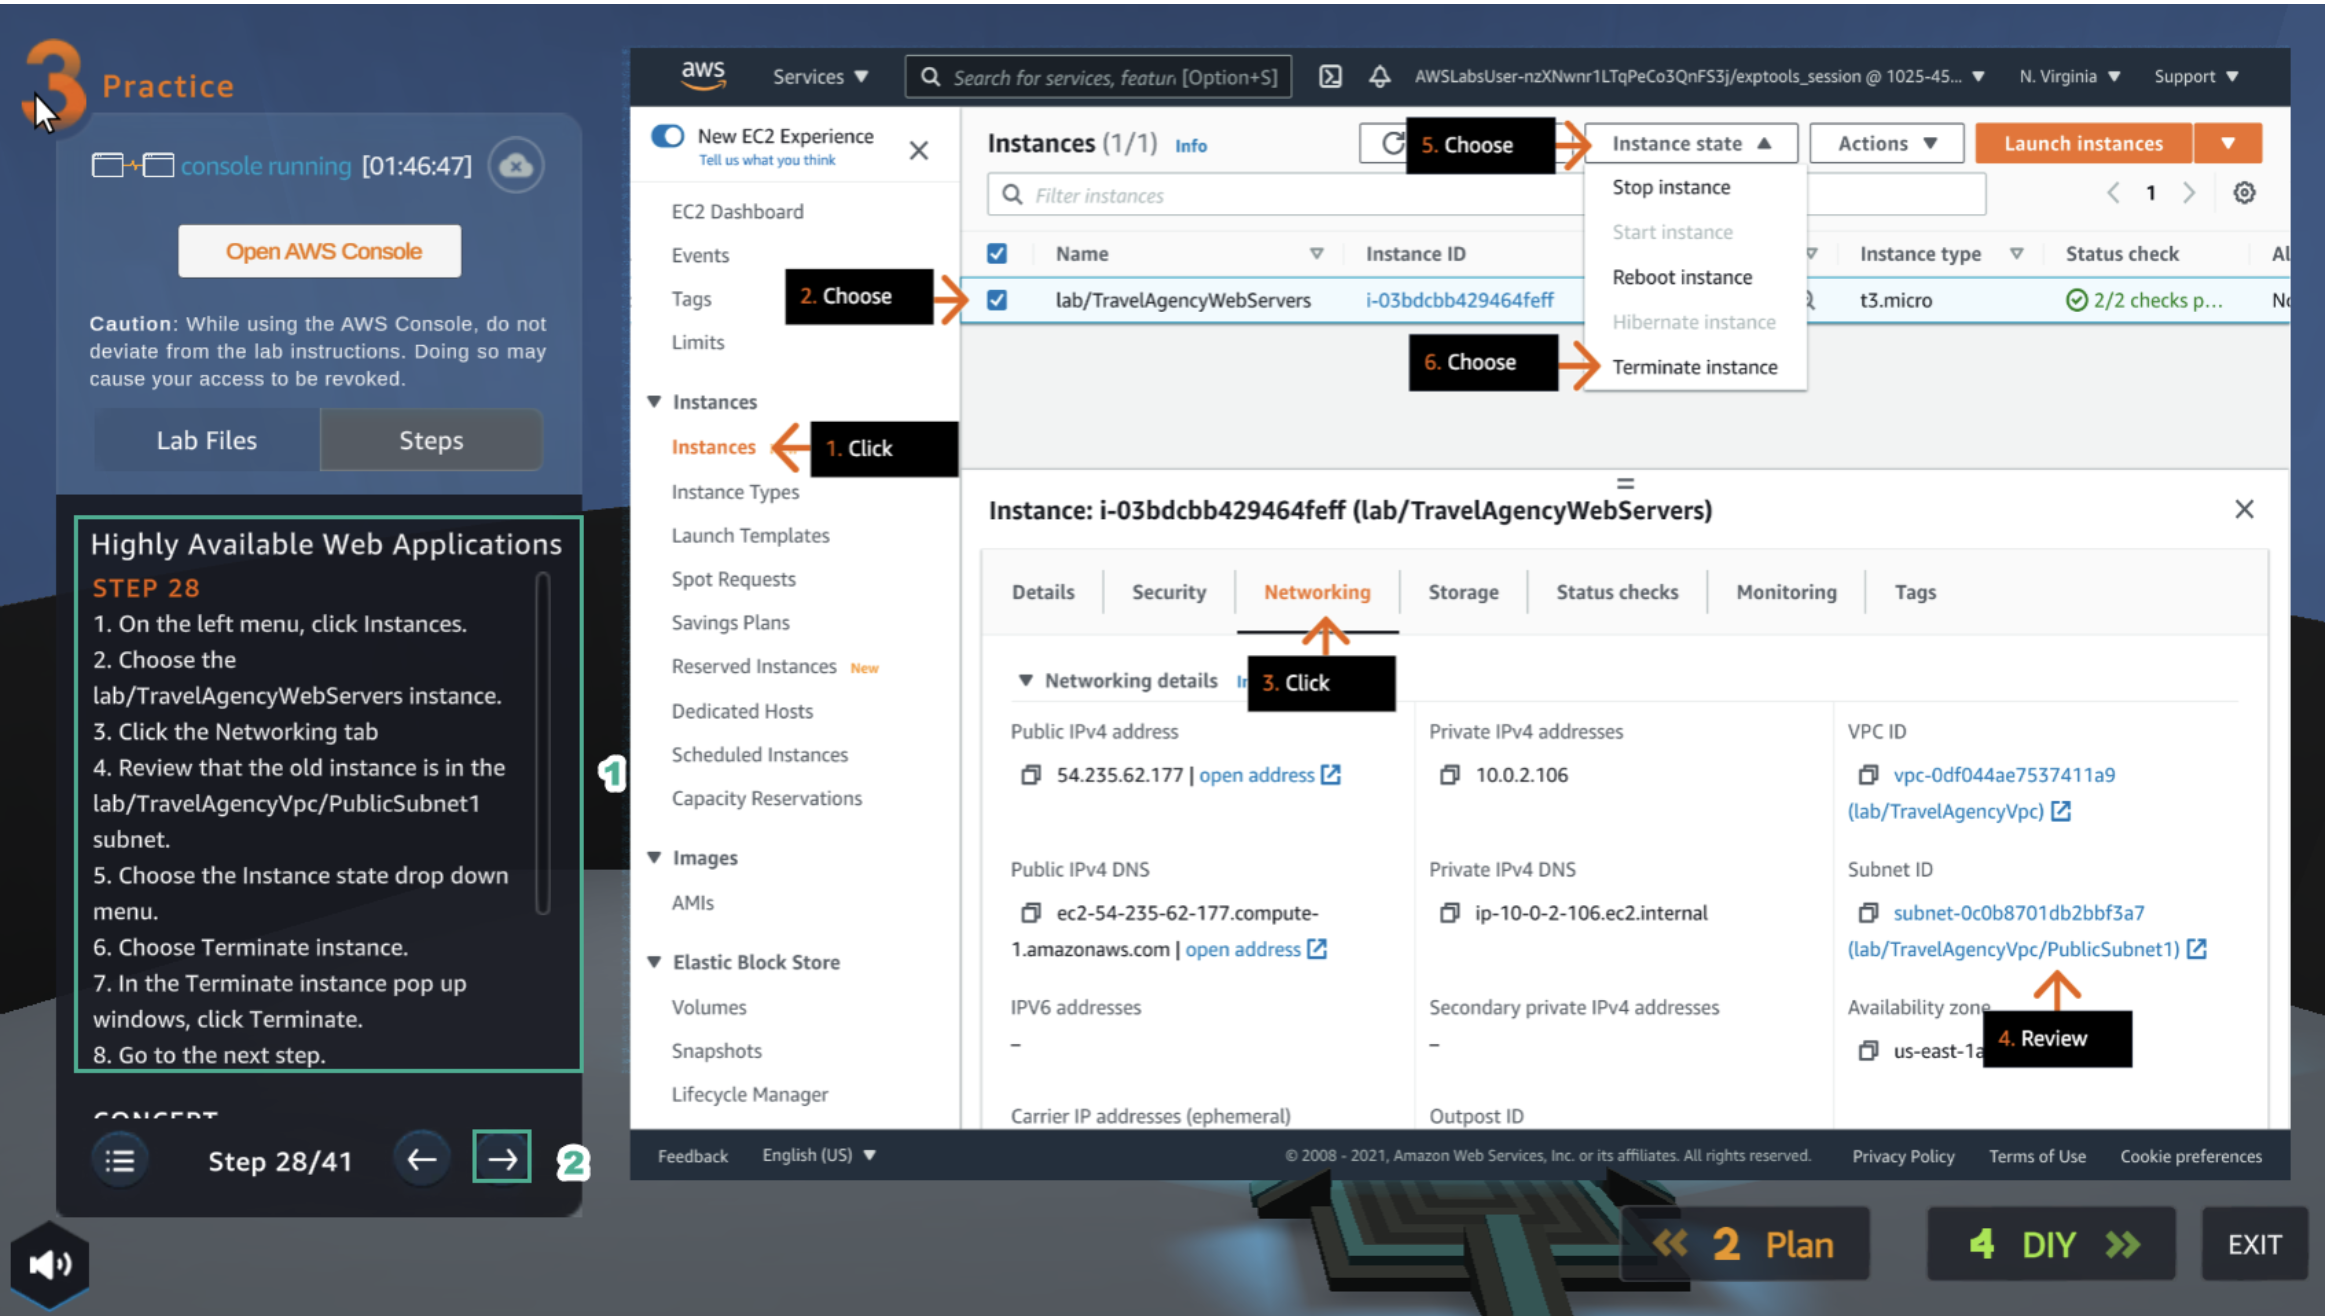 3 Practice
console running [01:46:47]
Open AWS Console
Caution: While using the AWS Console, do not
deviate from the lab instructions. Doing so may
cause your access to be revoked.
Lab Files
Steps
Highly Available Web Applications
STEP 28
1. On the left menu, click Instances.
2. Choose the
lab/TravelAgencyWebServers instance.
3. Click the Networking tab
4. Review that the old instance is in the
lab/TravelAgencyVpc/PublicSubnet1
subnet.
5. Choose the Instance state drop down
menu.
6. Choose Terminate instance.
7. In the Terminate instance pop up
windows, click Terminate.
8. Go to the next step.
CONCEPT
Step 28/41
1
2
aws
Services
Search for services, featur [Option+S]
AWSLabsUser-nzXNwnr1LTqPeCo3QnFS3j/exptools_session @ 1025-45...
N. Virginia
Support
New EC2 Experience
Tell us what you think
EC2 Dashboard
Events
Tags
Limits
Instances
Instances
Instance Types
Launch Templates
Spot Requests
Savings Plans
Reserved Instances New
Dedicated Hosts
Scheduled Instances
Capacity Reservations
Images
AMIs
Elastic Block Store
Volumes
Snapshots
Lifecycle Manager
1. Click
2. Choose
Instances (1/1) Info
5. Choose
Instance state
Actions
Launch instances
Filter instances
1
Stop instance
Start instance
Reboot instance
Hibernate instance
Terminate instance
6. Choose
Name
Instance ID
Instance type
Status check
Al
lab/TravelAgencyWebServers
i-03bdcbb429464feff
t3.micro
2/2 checks p...
No
Instance: i-03bdcbb429464feff (lab/TravelAgencyWebServers)
Details
Security
Networking
Storage
Status checks
Monitoring
Tags
Networking details
3. Click
Public IPv4 address
54.235.62.177 | open address
Private IPv4 addresses
10.0.2.106
VPC ID
vpc-0df044ae7537411a9
(lab/TravelAgencyVpc)
Public IPv4 DNS
ec2-54-235-62-177.compute-
1.amazonaws.com | open address
Private IPv4 DNS
ip-10-0-2-106.ec2.internal
Subnet ID
subnet-0c0b8701db2bbf3a7
(lab/TravelAgencyVpc/PublicSubnet1)
IPV6 addresses
–
Secondary private IPv4 addresses
–
Availability zone
us-east-1a
4. Review
Carrier IP addresses (ephemeral)
Outpost ID
Feedback
English (US)
© 2008 - 2021, Amazon Web Services, Inc. or its affiliates. All rights reserved.
Privacy Policy
Terms of Use
Cookie preferences
2 Plan
4 DIY
EXIT